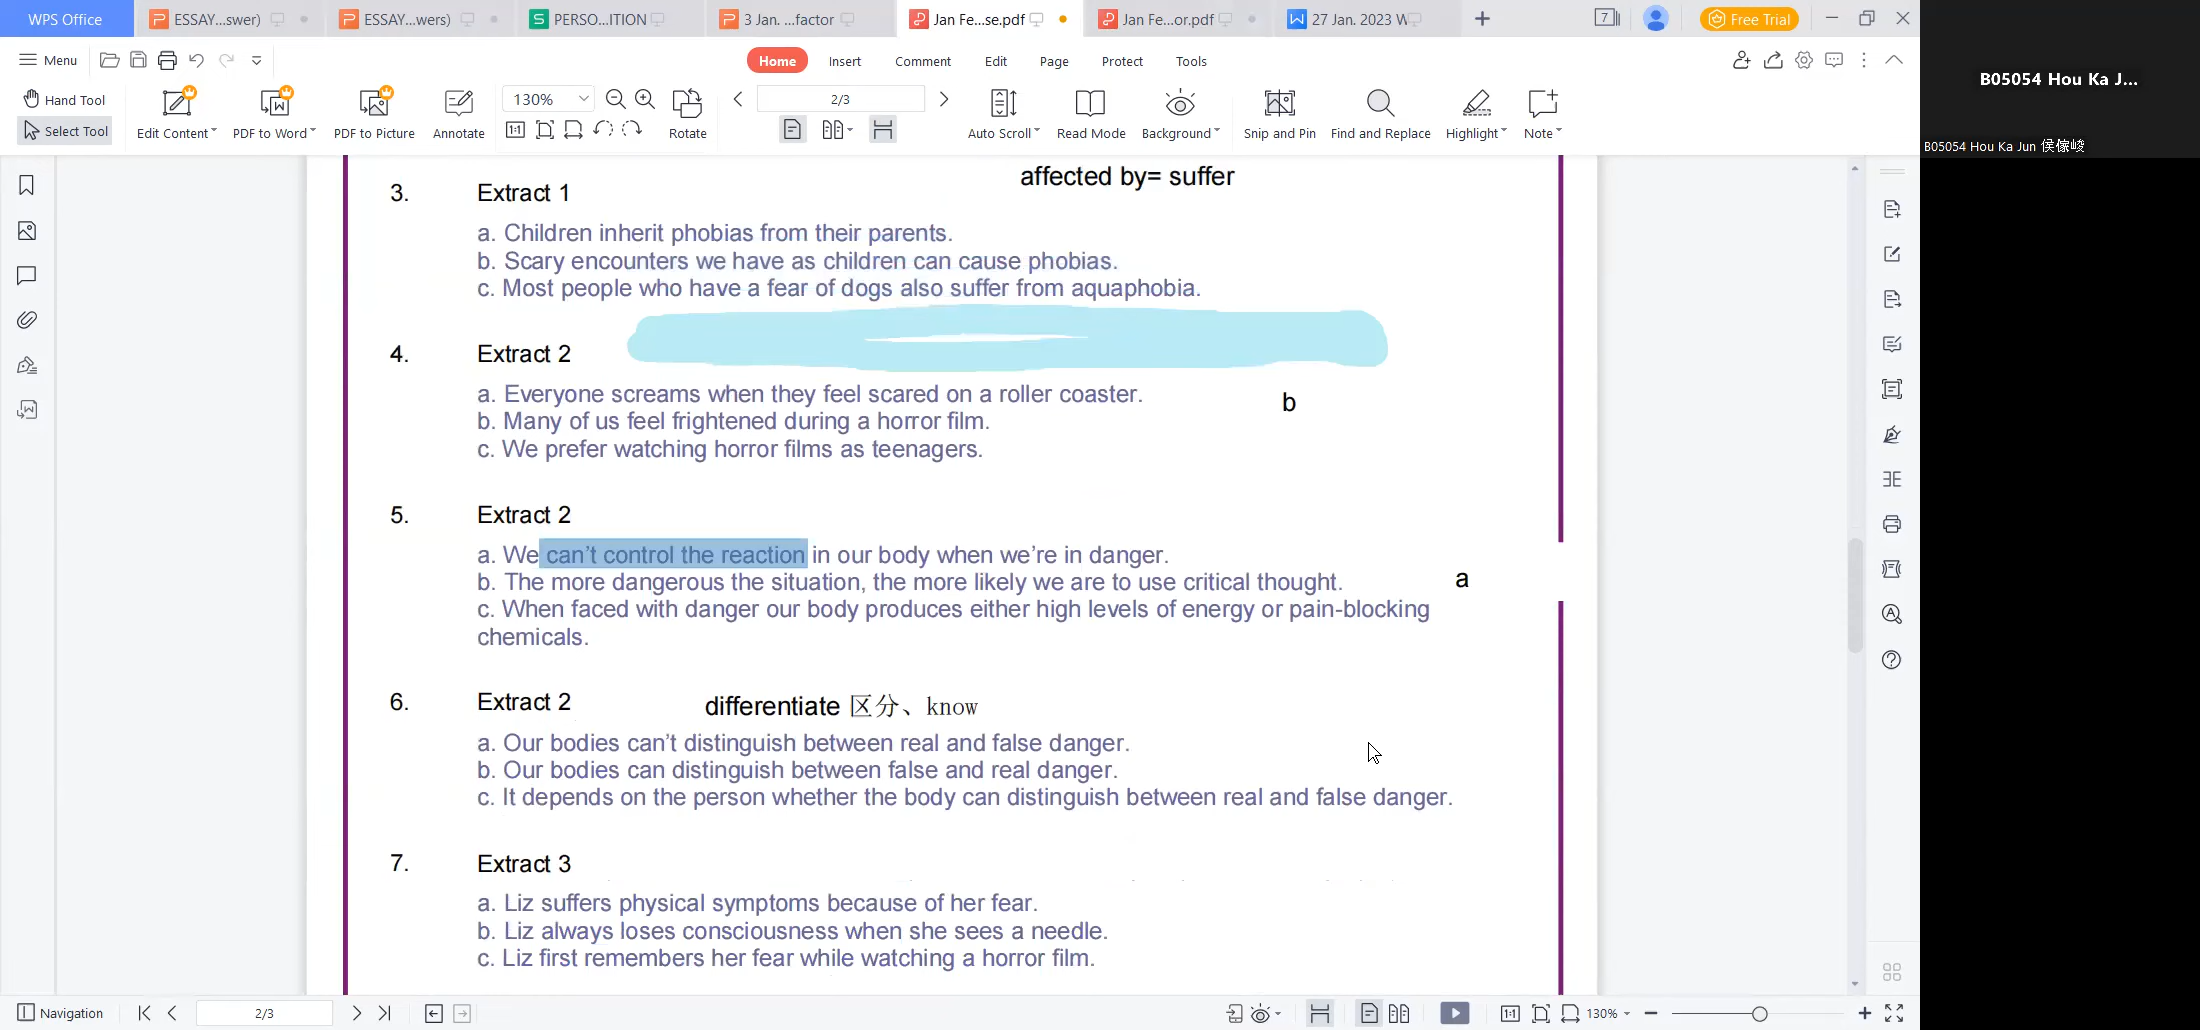 WPS Office
ESSAY...swer)
ESSAY...wers)
PERSO...ITION
3 Jan. ...factor
Jan Fe...se.pdf
Jan Fe...or.pdf
27 Jan. 2023 W
7
Free Trial
Menu
Home
Insert
Comment
Edit
Page
Protect
Tools
Hand Tool
Select Tool
Edit Content
PDF to Word
PDF to Picture
Annotate
130%
Rotate
2/3
Auto Scroll
Read Mode
Background
Snip and Pin
Find and Replace
Highlight
Note
B05054 Hou Ka J...
B05054 Hou Ka Jun 侯傢峻
affected by= suffer
3. Extract 1
a. Children inherit phobias from their parents.
b. Scary encounters we have as children can cause phobias.
c. Most people who have a fear of dogs also suffer from aquaphobia.
4. Extract 2
a. Everyone screams when they feel scared on a roller coaster.
b
b. Many of us feel frightened during a horror film.
c. We prefer watching horror films as teenagers.
5. Extract 2
a. We can't control the reaction in our body when we're in danger.
b. The more dangerous the situation, the more likely we are to use critical thought.
a
c. When faced with danger our body produces either high levels of energy or pain-blocking
chemicals.
6. Extract 2
differentiate 区分、know
a. Our bodies can't distinguish between real and false danger.
b. Our bodies can distinguish between false and real danger.
c. It depends on the person whether the body can distinguish between real and false danger.
7. Extract 3
a. Liz suffers physical symptoms because of her fear.
b. Liz always loses consciousness when she sees a needle.
c. Liz first remembers her fear while watching a horror film.
Navigation
2/3
130%